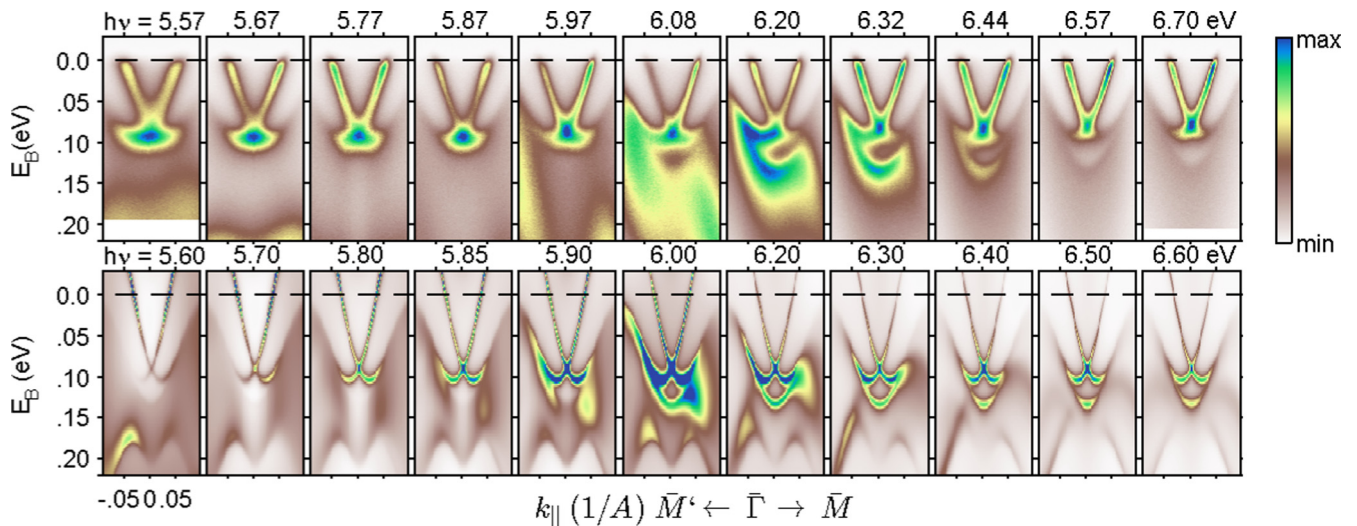 hν = 5.57 5.67 5.77 5.87 5.97 6.08 6.20 6.32 6.44 6.57 6.70 eV
max
0.0
.05
.10
.15
.20
E_B(eV)
min
hν = 5.60 5.70 5.80 5.85 5.90 6.00 6.20 6.30 6.40 6.50 6.60 eV
0.0
.05
.10
.15
.20
E_B (eV)
-.05 0.05
k_|| (1/A) M̄‘ ← Γ̄ → M̄